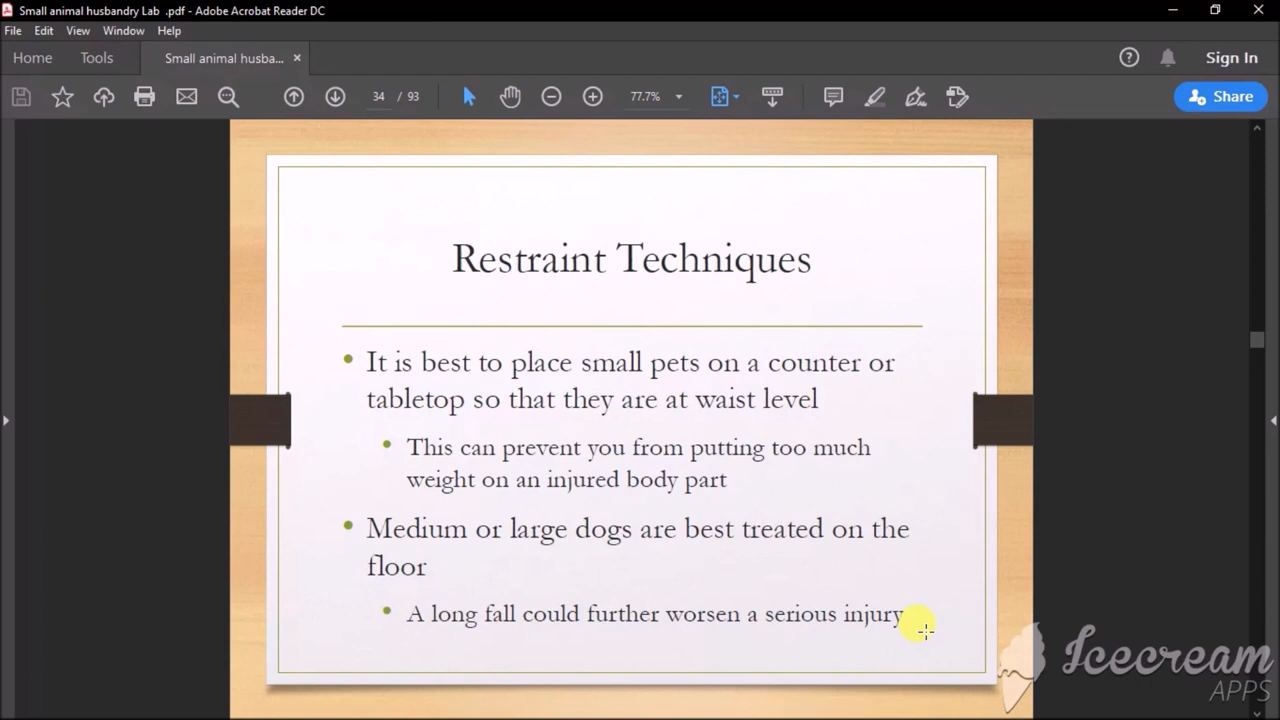 Small animal husbandry Lab .pdf - Adobe Acrobat Reader DC
File Edit View Window Help
Home Tools Small animal husba... × Sign In
34 / 93 77.7% Share
Restraint Techniques
• It is best to place small pets on a counter or
tabletop so that they are at waist level
• This can prevent you from putting too much
weight on an injured body part
• Medium or large dogs are best treated on the
floor
• A long fall could further worsen a serious injury
Icecream
APPS